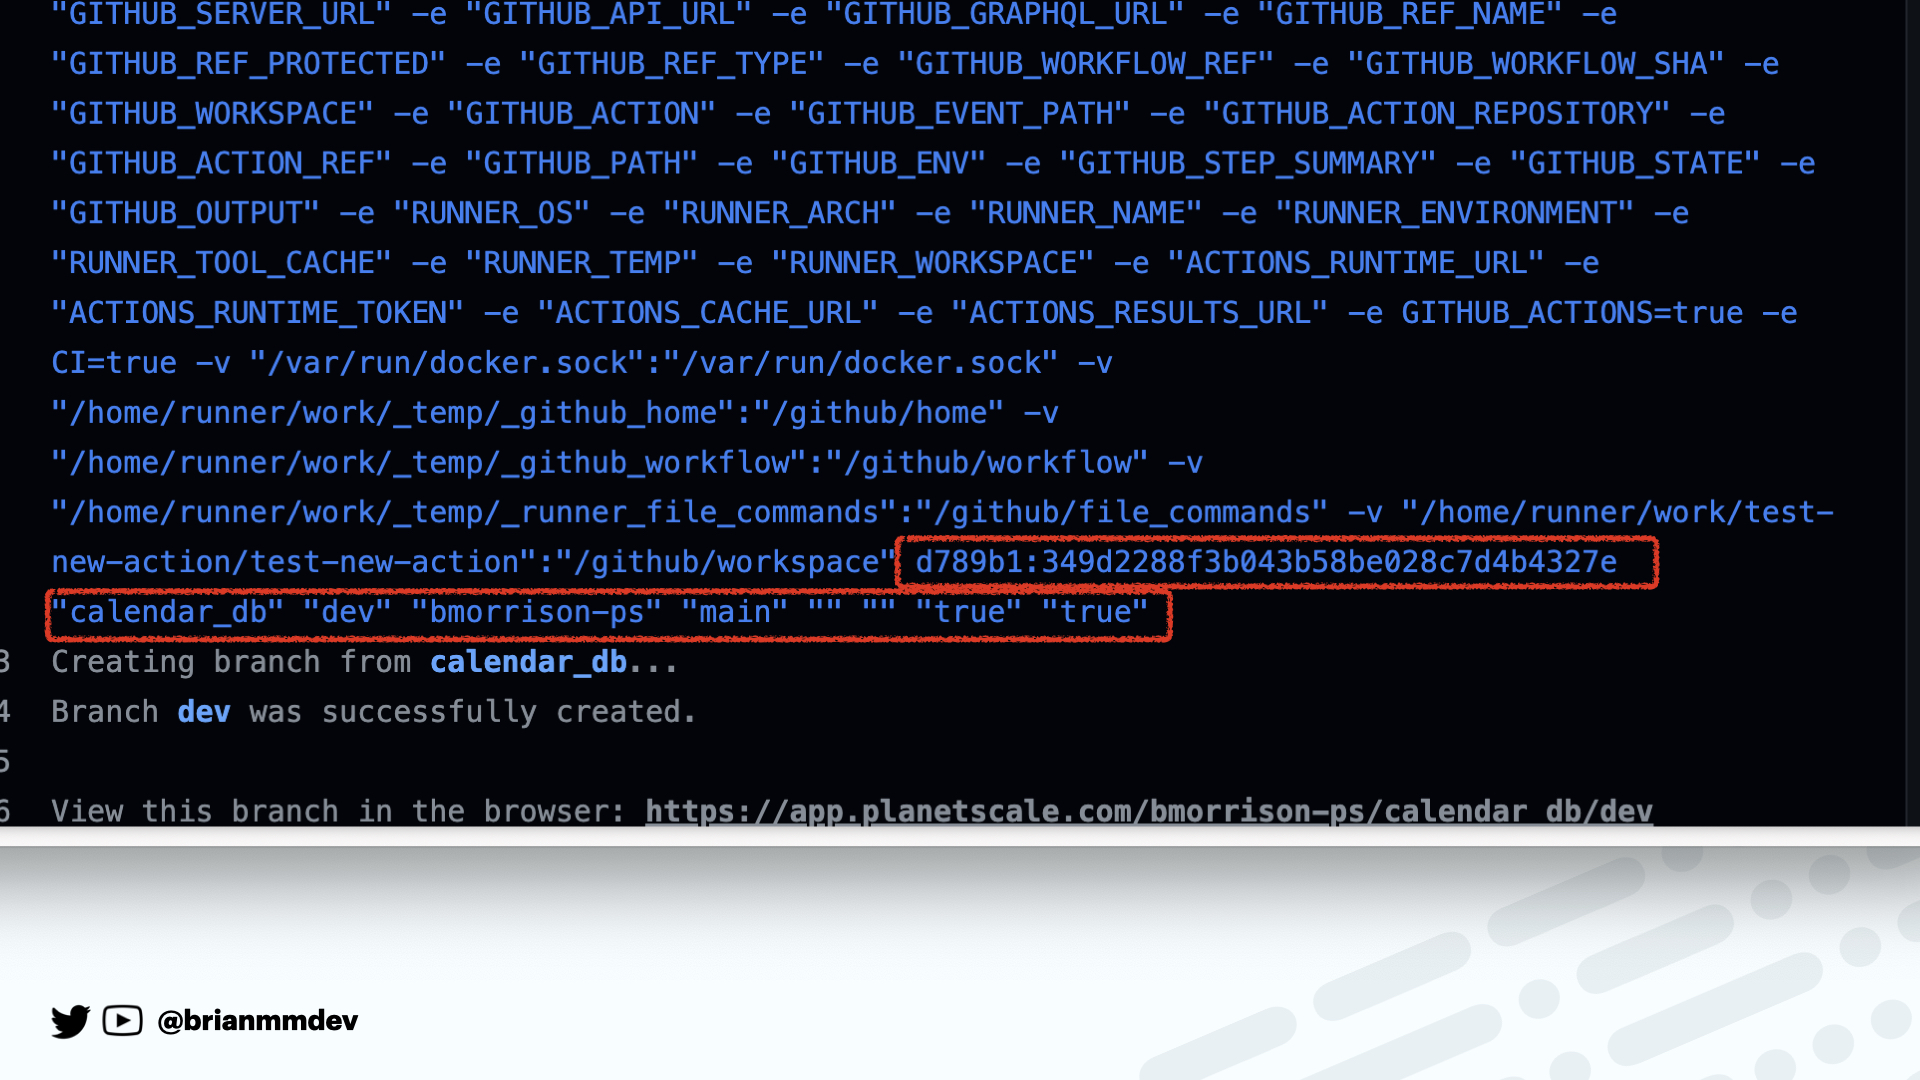 "GITHUB_SERVER_URL" -e "GITHUB_API_URL" -e "GITHUB_GRAPHQL_URL" -e "GITHUB_REF_NAME" -e
"GITHUB_REF_PROTECTED" -e "GITHUB_REF_TYPE" -e "GITHUB_WORKFLOW_REF" -e "GITHUB_WORKFLOW_SHA" -e
"GITHUB_WORKSPACE" -e "GITHUB_ACTION" -e "GITHUB_EVENT_PATH" -e "GITHUB_ACTION_REPOSITORY" -e
"GITHUB_ACTION_REF" -e "GITHUB_PATH" -e "GITHUB_ENV" -e "GITHUB_STEP_SUMMARY" -e "GITHUB_STATE" -e
"GITHUB_OUTPUT" -e "RUNNER_OS" -e "RUNNER_ARCH" -e "RUNNER_NAME" -e "RUNNER_ENVIRONMENT" -e
"RUNNER_TOOL_CACHE" -e "RUNNER_TEMP" -e "RUNNER_WORKSPACE" -e "ACTIONS_RUNTIME_URL" -e
"ACTIONS_RUNTIME_TOKEN" -e "ACTIONS_CACHE_URL" -e "ACTIONS_RESULTS_URL" -e GITHUB_ACTIONS=true -e
CI=true -v "/var/run/docker.sock":"/var/run/docker.sock" -v
"/home/runner/work/_temp/_github_home":"/github/home" -v
"/home/runner/work/_temp/_github_workflow":"/github/workflow" -v
"/home/runner/work/_temp/_runner_file_commands":"/github/file_commands" -v "/home/runner/work/test-
new-action/test-new-action":"/github/workspace" d789b1:349d2288f3b043b58be028c7d4b4327e
"calendar_db" "dev" "bmorrison-ps" "main" "" "" "true" "true"
3 Creating branch from calendar_db...
4 Branch dev was successfully created.
5
6 View this branch in the browser: https://app.planetscale.com/bmorrison-ps/calendar_db/dev
@brianmmdev